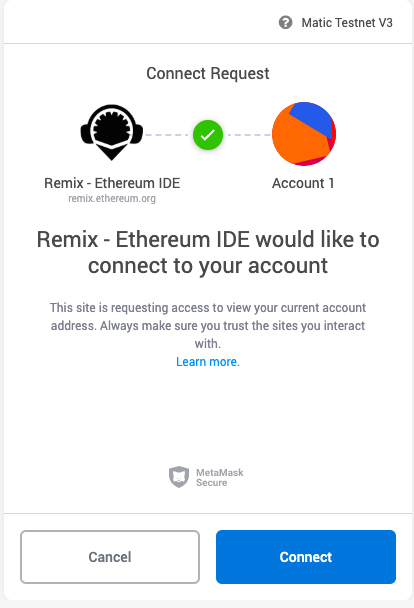 Matic Testnet V3
Connect Request
Remix - Ethereum IDE
remix.ethereum.org
Account 1
Remix - Ethereum IDE would like to
connect to your account
This site is requesting access to view your current account
address. Always make sure you trust the sites you interact
with.
Learn more.
MetaMask
Secure
Cancel
Connect